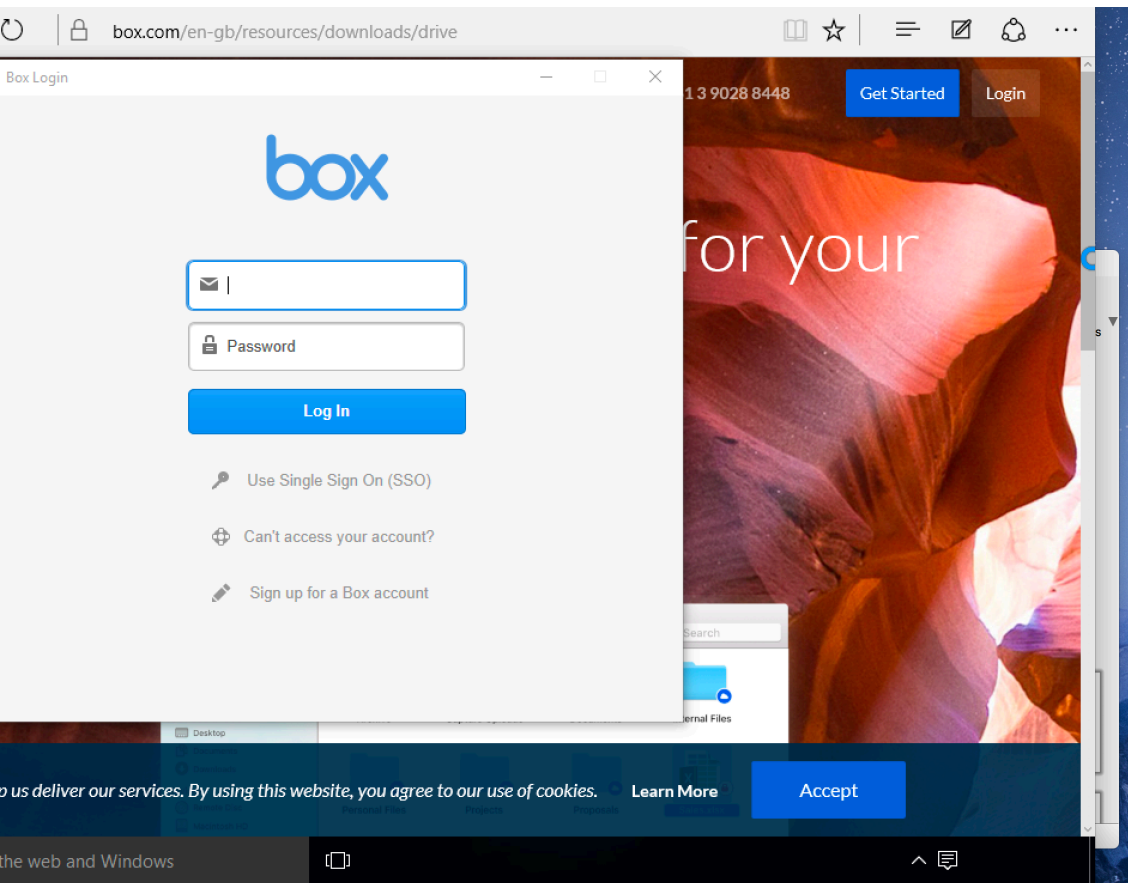 box.com/en-gb/resources/downloads/drive
Box Login
1 3 9028 8448
Get Started
Login
box
for your
Password
Log In
Use Single Sign On (SSO)
Can't access your account?
Sign up for a Box account
s
Search
ernal Files
Desktop
p us deliver our services. By using this website, you agree to our use of cookies.
Learn More
Accept
Personal Files
Projects
Proposals
the web and Windows